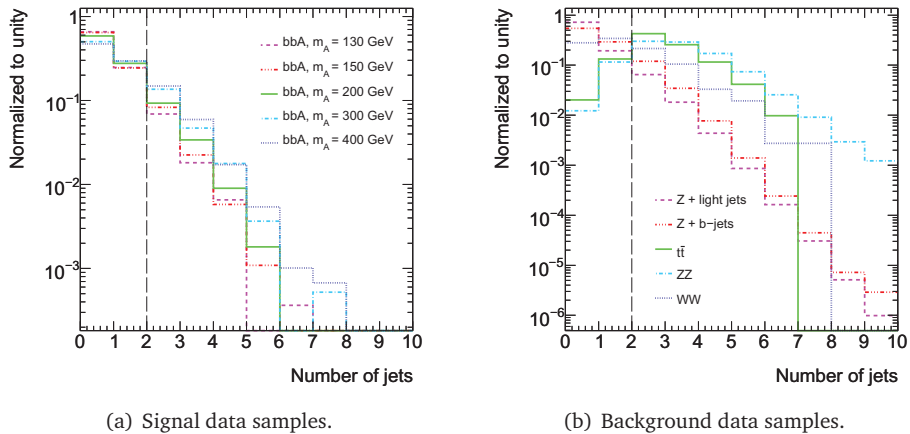 Normalized to unity
1
10⁻¹
10⁻²
10⁻³
bbA, m_A = 130 GeV
bbA, m_A = 150 GeV
bbA, m_A = 200 GeV
bbA, m_A = 300 GeV
bbA, m_A = 400 GeV
0 1 2 3 4 5 6 7 8 9 10
Number of jets
(a) Signal data samples.
Normalized to unity
1
10⁻¹
10⁻²
10⁻³
10⁻⁴
10⁻⁵
10⁻⁶
Z + light jets
Z + b-jets
tt̄
ZZ
WW
0 1 2 3 4 5 6 7 8 9 10
Number of jets
(b) Background data samples.